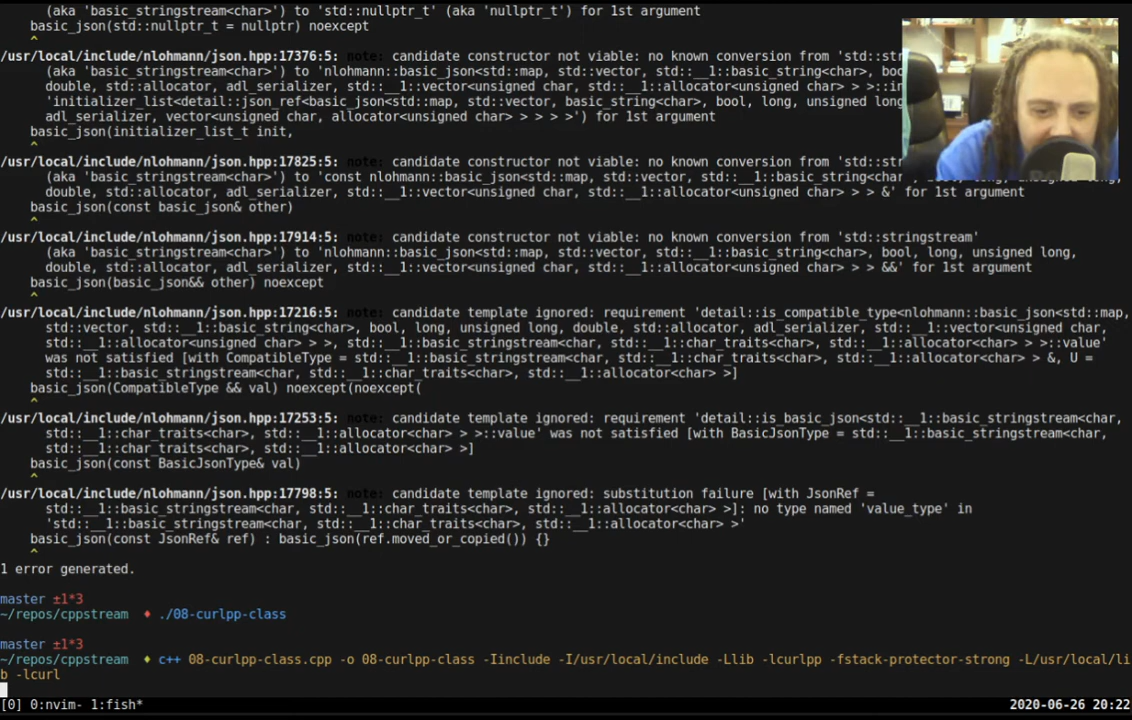 (aka 'basic_stringstream<char>') to 'std::nullptr_t' (aka 'nullptr_t') for 1st argument
basic_json(std::nullptr_t = nullptr) noexcept
^
/usr/local/include/nlohmann/json.hpp:17376:5: note: candidate constructor not viable: no known conversion from
(aka 'basic_stringstream<char>') to 'nlohmann::basic_json<std::map, std::vector, std::__1::basic_string<char>,
double, std::allocator, adl_serializer, std::__1::vector<unsigned char, std::__1::allocator<unsigned char> >
'initializer_list<detail::json_ref<basic_json<std::map, std::vector, basic_string<char>, bool, long, unsigned
adl_serializer, vector<unsigned char, allocator<unsigned char> > > > >') for 1st argument
basic_json(initializer_list_t init,
^
/usr/local/include/nlohmann/json.hpp:17825:5: note: candidate constructor not viable: no known conversion from
(aka 'basic_stringstream<char>') to 'const nlohmann::basic_json<std::map, std::vector, std::__1::basic_string<char
double, std::allocator, adl_serializer, std::__1::vector<unsigned char, std::__1::allocator<unsigned char> > > &' for 1st argument
basic_json(const basic_json& other)
^
/usr/local/include/nlohmann/json.hpp:17914:5: note: candidate constructor not viable: no known conversion from 'std::stringstream'
(aka 'basic_stringstream<char>') to 'nlohmann::basic_json<std::map, std::vector, std::__1::basic_string<char>, bool, long, unsigned long,
double, std::allocator, adl_serializer, std::__1::vector<unsigned char, std::__1::allocator<unsigned char> > > &&' for 1st argument
basic_json(basic_json&& other) noexcept
^
/usr/local/include/nlohmann/json.hpp:17216:5: note: candidate template ignored: requirement 'detail::is_compatible_type<nlohmann::basic_json<std::map,
std::vector, std::__1::basic_string<char>, bool, long, unsigned long, double, std::allocator, adl_serializer, std::__1::vector<unsigned char,
std::__1::allocator<unsigned char> > >, std::__1::basic_stringstream<char, std::__1::char_traits<char>, std::__1::allocator<char> > >::value'
was not satisfied [with CompatibleType = std::__1::basic_stringstream<char, std::__1::char_traits<char>, std::__1::allocator<char> > &, U =
std::__1::basic_stringstream<char, std::__1::char_traits<char>, std::__1::allocator<char> >]
basic_json(CompatibleType && val) noexcept(noexcept(
^
/usr/local/include/nlohmann/json.hpp:17253:5: note: candidate template ignored: requirement 'detail::is_basic_json<std::__1::basic_stringstream<char,
std::__1::char_traits<char>, std::__1::allocator<char> > >::value' was not satisfied [with BasicJsonType = std::__1::basic_stringstream<char,
std::__1::char_traits<char>, std::__1::allocator<char> >]
basic_json(const BasicJsonType& val)
^
/usr/local/include/nlohmann/json.hpp:17798:5: note: candidate template ignored: substitution failure [with JsonRef =
std::__1::basic_stringstream<char, std::__1::char_traits<char>, std::__1::allocator<char> >]: no type named 'value_type' in
'std::__1::basic_stringstream<char, std::__1::char_traits<char>, std::__1::allocator<char> >'
basic_json(const JsonRef& ref) : basic_json(ref.moved_or_copied()) {}
^
1 error generated.
master ±1*3
~/repos/cppstream ♦ ./08-curlpp-class
master ±1*3
~/repos/cppstream ♦ c++ 08-curlpp-class.cpp -o 08-curlpp-class -Iinclude -I/usr/local/include -Llib -lcurlpp -fstack-protector-strong -L/usr/local/li
b -lcurl
[0] 0:nvim- 1:fish* 2020-06-26 20:22